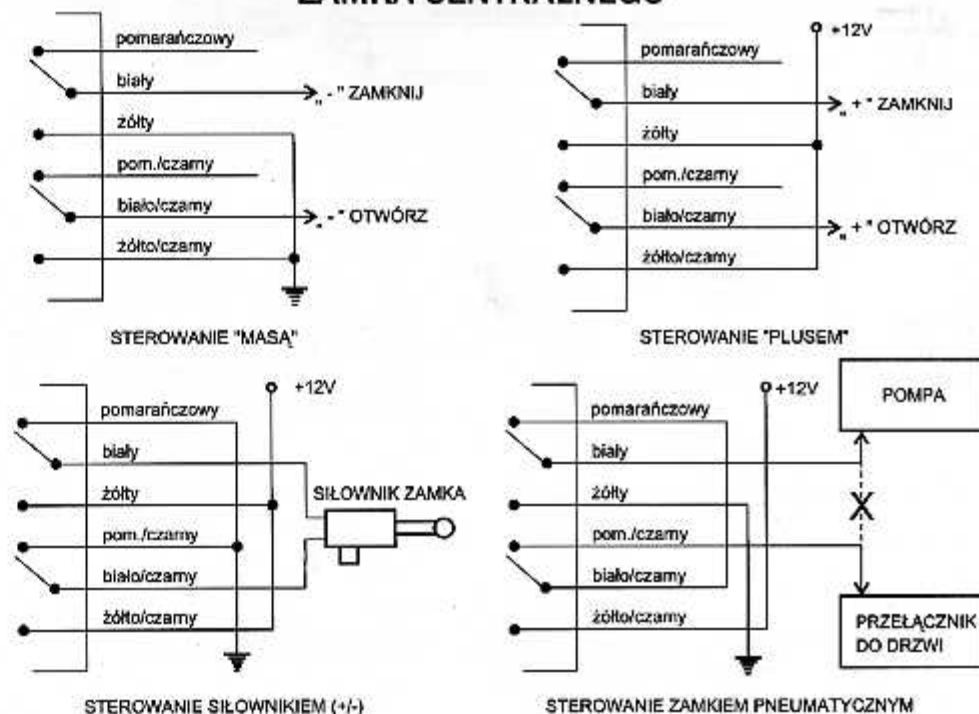 ZAMKA CENTRALNEGO
pomarańczowy
biały
„ - " ZAMKNIJ
żółty
pom./czarny
biało/czarny
„ - " OTWÓRZ
żółto/czarny
STEROWANIE "MASĄ"
+12V
pomarańczowy
biały
„ + " ZAMKNIJ
żółty
pom./czarny
biało/czarny
„ + " OTWÓRZ
żółto/czarny
STEROWANIE "PLUSEM"
+12V
pomarańczowy
biały
żółty
SIŁOWNIK ZAMKA
pom./czarny
biało/czarny
żółto/czarny
STEROWANIE SIŁOWNIKIEM (+/-)
+12V
POMPA
pomarańczowy
biały
żółty
X
pom./czarny
biało/czarny
żółto/czarny
PRZEŁĄCZNIK
DO DRZWI
STEROWANIE ZAMKIEM PNEUMATYCZNYM